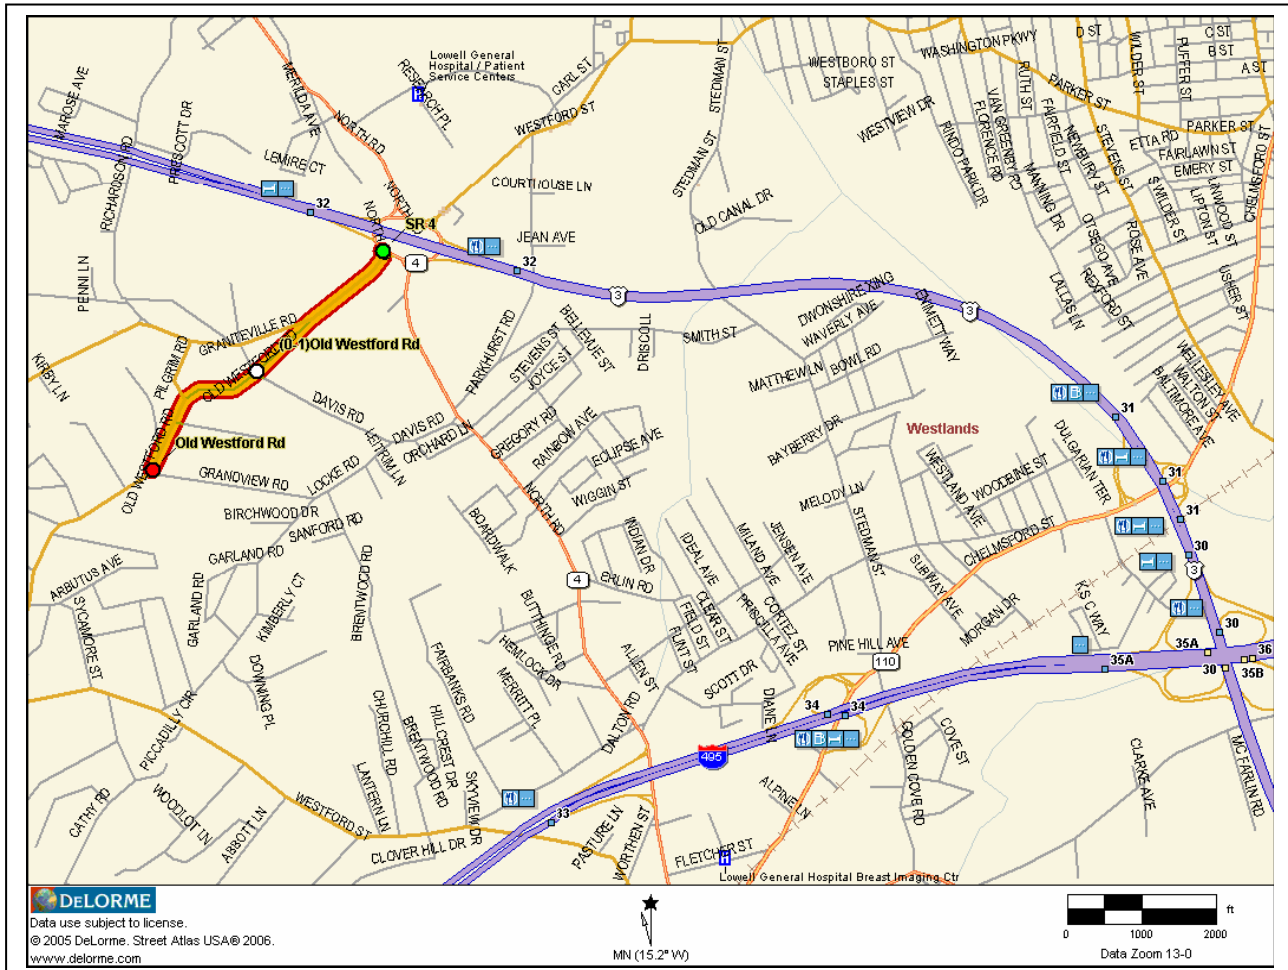 Lowell General
Hospital / Patient
Service Centers
CARL ST
RESEARCH PL
WESTFORD ST
STEDMAN ST
WESTBORO ST
STAPLES ST
WASHINGTON PKWY
D ST
WILDER ST
PUFFER ST
C ST
B ST
A ST
MAROSE AVE
PRESCOTT DR
MERILDA AVE
NORTH RD
RICHARDSON RD
LEMIRE CT
WESTVIEW DR
PINDO PARK DR
FLORENCE RD
VAN GREENBY RD
RUTH ST
FAIRFIELD ST
NEWBURY ST
STEVENS ST
PARKER ST
PARKER ST
ETTA RD
FAIRLAWN ST
EMERY ST
CHELMSFORD ST
MANNING DR
S WILDER ST
LINWOOD ST
LIPTON ST
COURTHOUSE LN
STEDMAN ST
OLD CANAL DR
OTSEGO AVE
ROSE AVE
REXFORD ST
LALLAS LN
USHER ST
32
NORTH
NORTH
SR 4
JEAN AVE
4
32
3
3
PENNI LN
GRANITEVILLE RD
(0.1)Old Westford Rd
OLD WESTFORD
PILGRIM RD
KIRBY LN
PARKHURST RD
STEVENS ST
JOYCE ST
BELLEVUE ST
DRISCOLL
SMITH ST
DWONSHIRE XING
WAVERLY AVE
EMMETT WAY
MATTHEW LN
BOWL RD
WELLESLEY AVE
WALTON ST
BALTIMORE AVE
31
DAVIS RD
DAVIS RD
ORCHARD LN
LEITRIM LN
GREGORY RD
RAINBOW AVE
ECLIPSE AVE
WIGGIN ST
BAYBERRY DR
Westlands
DULGARIAN TER
OLD WESTFORD RD
Old Westford Rd
GRANDVIEW RD
LOCKE RD
BIRCHWOOD DR
SANFORD RD
NORTH RD
BOARDWALK
MELODY LN
WESTLAND AVE
WOODBINE ST
31
31
STEDMAN ST
CHELMSFORD ST
INDIAN DR
IDEAL AVE
MILAND AVE
JENSEN AVE
30
3
ARBUTUS AVE
GARLAND RD
GARLAND RD
KIMBERLY CT
BRENTWOOD RD
4
EHLIN RD
CLEAR ST
FIELD ST
FLINT ST
PRISCILLA AVE
CORTEZ ST
SUBWAY AVE
MORGAN DR
K S C WAY
SYCAMORE ST
BUTTHINGE RD
HEMLOCK DR
MERRITT PL
FAIRBANKS RD
ALLEN ST
SCOTT DR
PINE HILL AVE
110
30
35A
35A
36
30
35B
DOWNING PL
PICCADILLY CIR
CHURCHILL RD
BRENTWOOD RD
HILLCREST DR
SKYVIEW DR
DALTON RD
DIANE LN
34
34
GOLDEN COVE RD
COVE ST
CLARKE AVE
MC FARLIN RD
495
CATHY RD
WOODLOT LN
ABBOTT LN
LANTERN LN
WESTFORD ST
CLOVER HILL DR
33
PASTURE LN
WORTHEN ST
ALPINE LN
FLETCHER ST
Lowell General Hospital Breast Imaging Ctr
DELORME
Data use subject to license.
© 2005 DeLorme. Street Atlas USA® 2006.
www.delorme.com
MN (15.2° W)
ft
0 1000 2000
Data Zoom 13-0